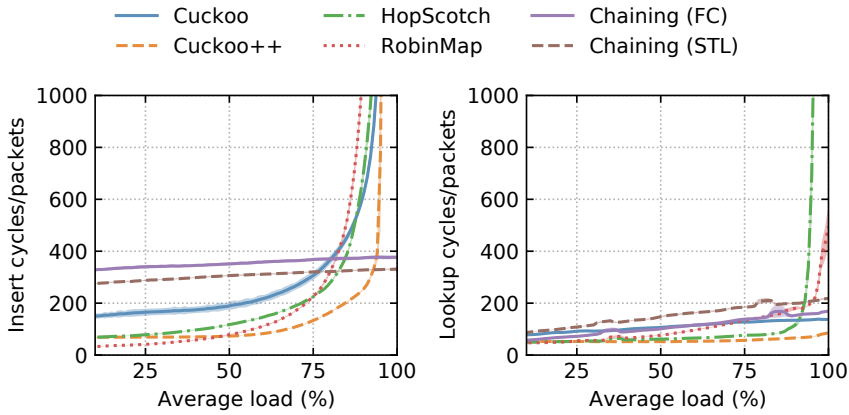 Cuckoo HopScotch Chaining (FC)
Cuckoo++ RobinMap Chaining (STL)
Insert cycles/packets
1000
800
600
400
200
0
25 50 75 100
Average load (%)
Lookup cycles/packets
1000
800
600
400
200
0
25 50 75 100
Average load (%)